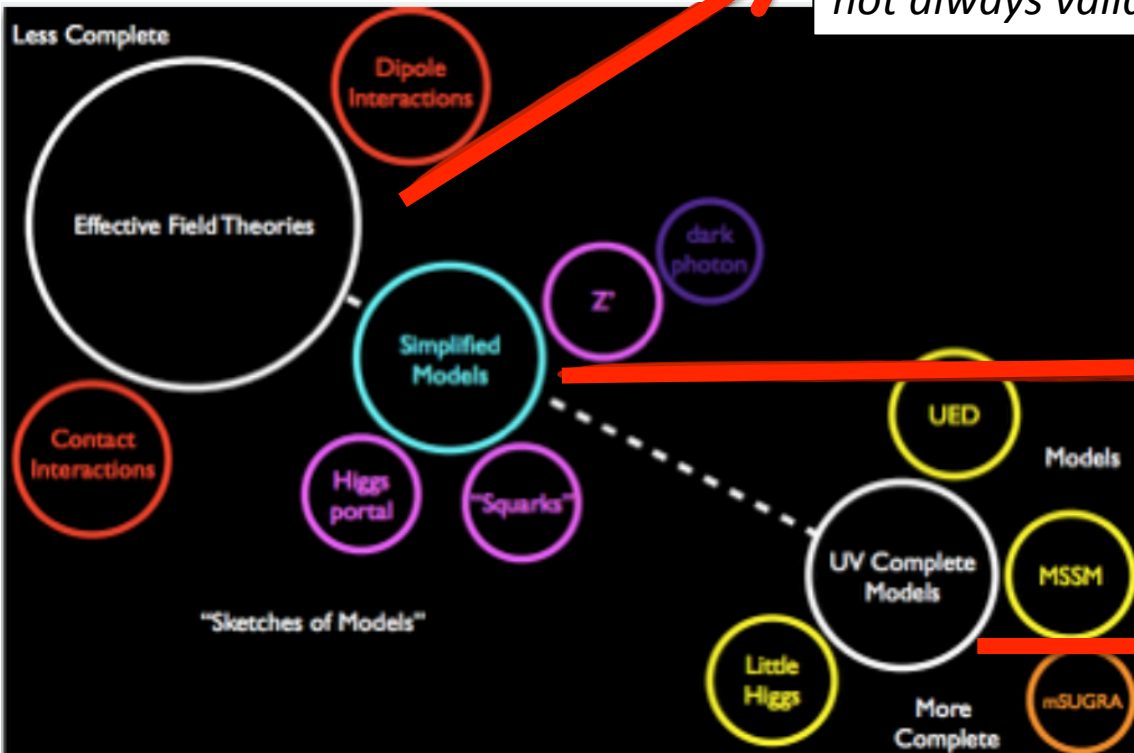 not always valid
Less Complete
Dipole
Interactions
Effective Field Theories
dark
photon
Z'
Simplified
Models
UED
Contact
Interactions
Models
Higgs
portal
"Squarks"
UV Complete
Models
MSSM
"Sketches of Models"
Little
Higgs
mSUGRA
More
Complete